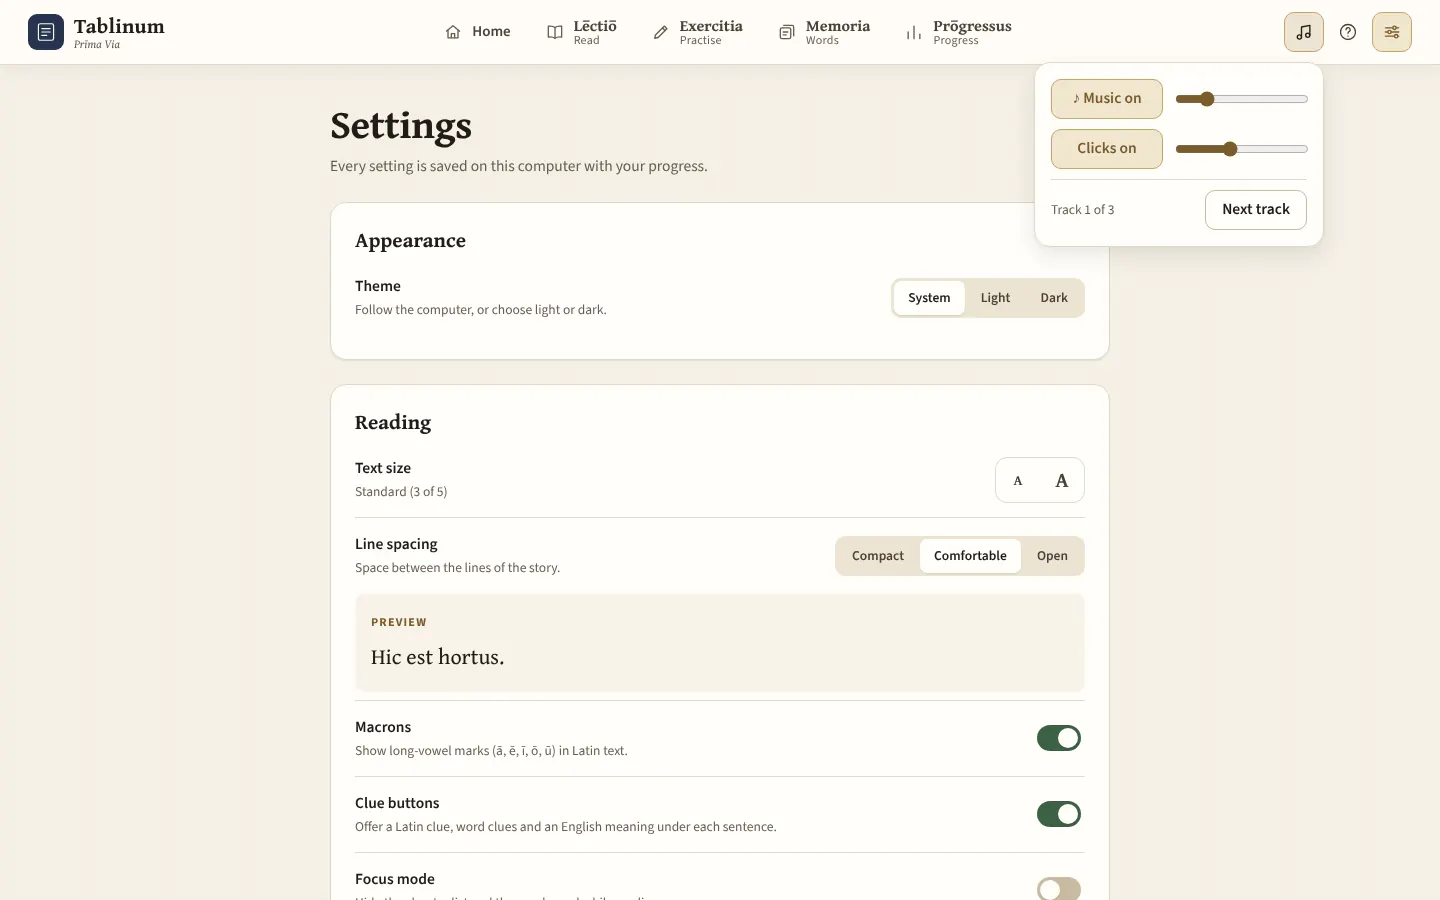 Tablinum
Prima Via
Home
Lēctiō
Read
Exercitia
Practise
Memoria
Words
Prōgressus
Progress
♪ Music on
Clicks on
Track 1 of 3
Next track
Settings
Every setting is saved on this computer with your progress.
Appearance
Theme
Follow the computer, or choose light or dark.
System
Light
Dark
Reading
Text size
Standard (3 of 5)
A
A
Line spacing
Space between the lines of the story.
Compact
Comfortable
Open
PREVIEW
Hic est hortus.
Macrons
Show long-vowel marks (ā, ē, ī, ō, ū) in Latin text.
Clue buttons
Offer a Latin clue, word clues and an English meaning under each sentence.
Focus mode